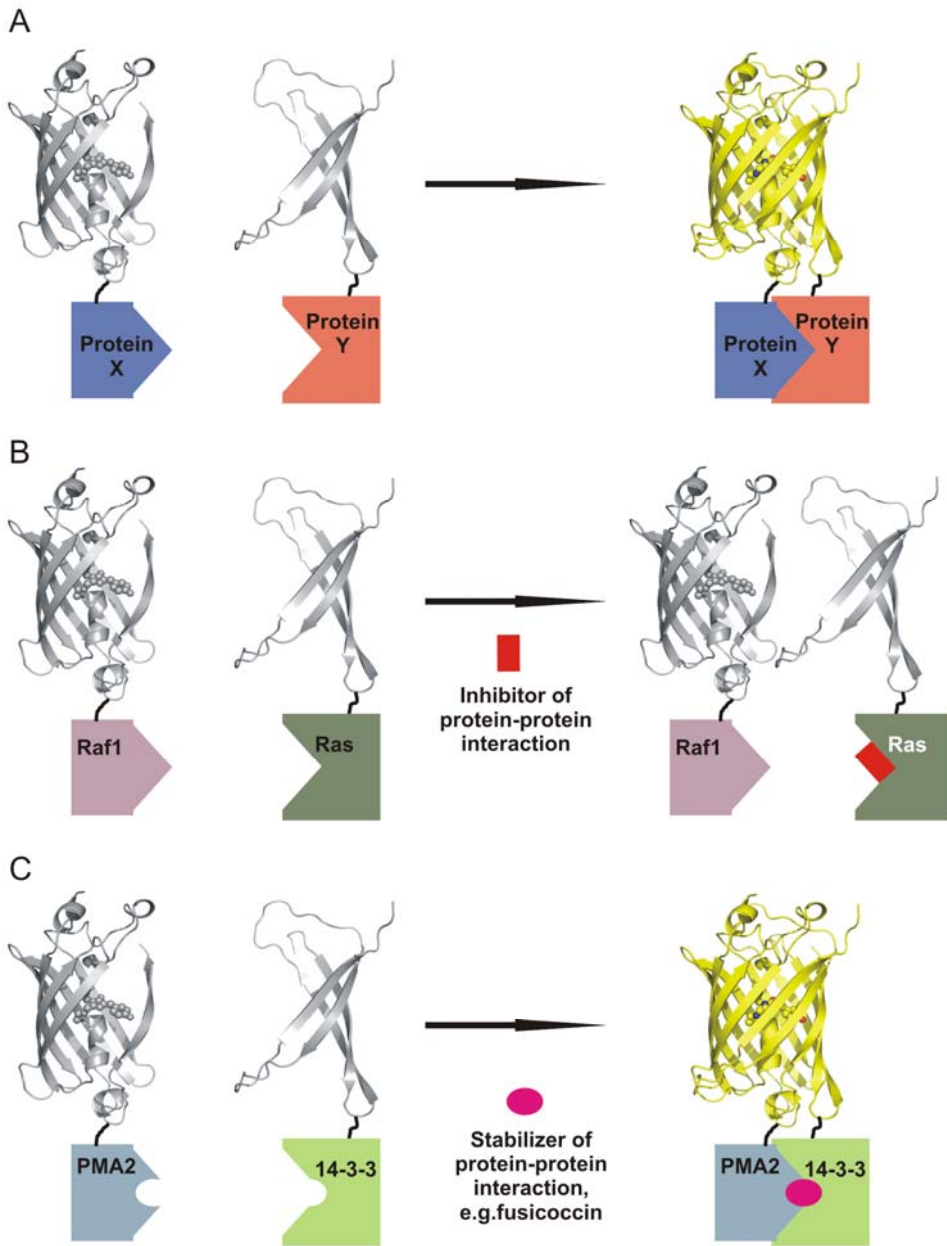 A
Protein
X
Protein
Y
Protein
X
Protein
Y
B
Raf1
Ras
Inhibitor of
protein-protein
interaction
Raf1
Ras
C
PMA2
14-3-3
Stabilizer of
protein-protein
interaction,
e.g.fusicoccin
PMA2
14-3-3